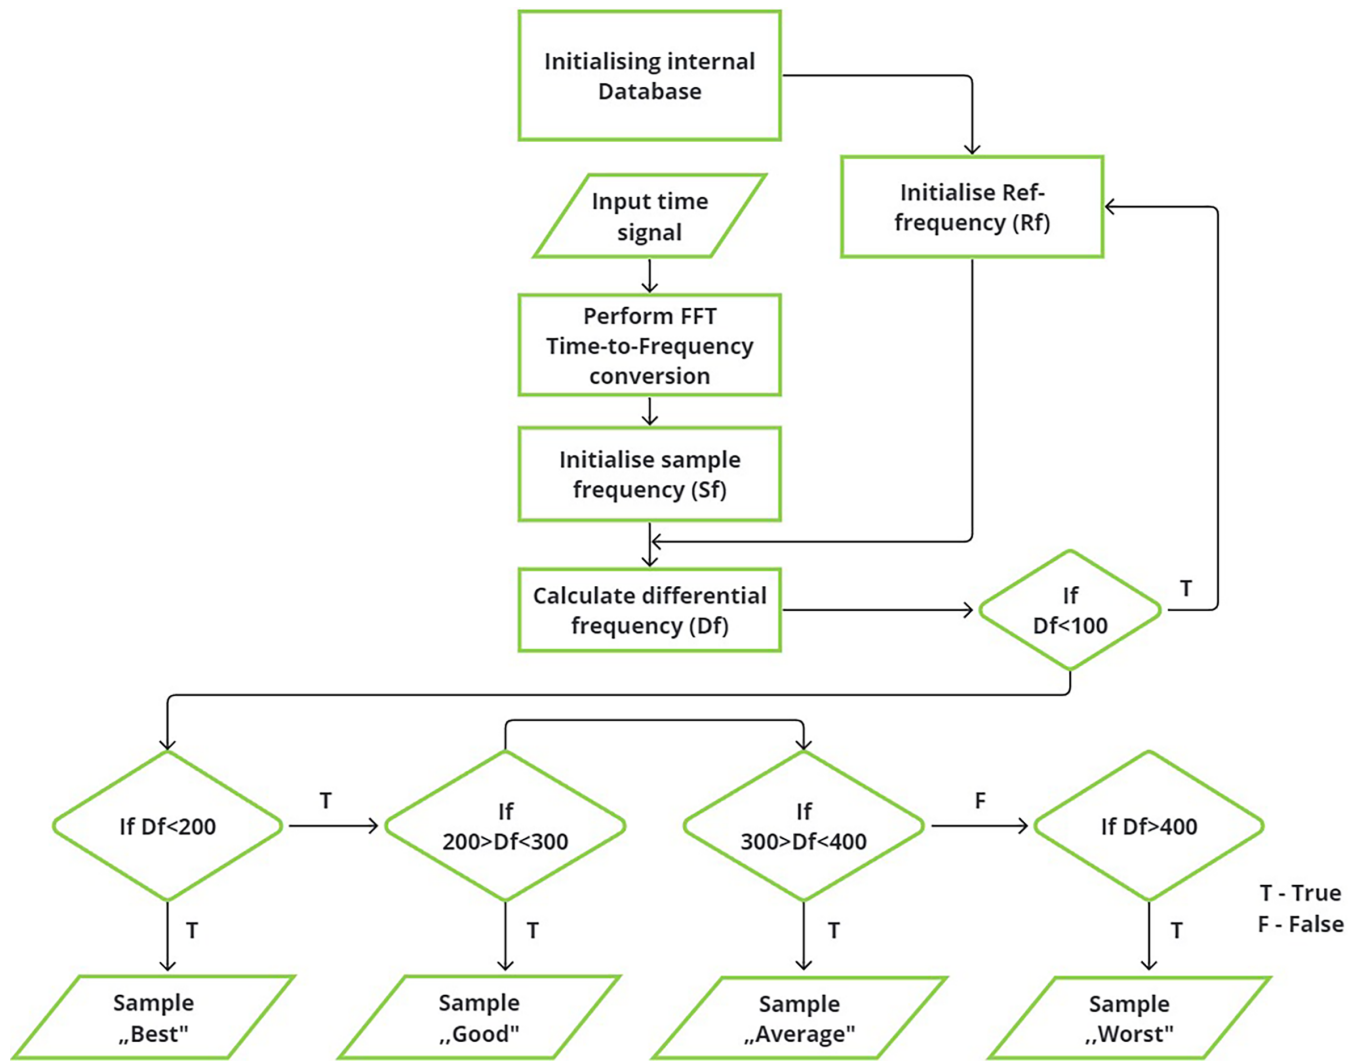 Initialising internal
Database
Input time
signal
Initialise Ref-
frequency (Rf)
Perform FFT
Time-to-Frequency
conversion
Initialise sample
frequency (Sf)
Calculate differential
frequency (Df)
If
Df<100
T
If Df<200
T
If
200>Df<300
If
300>Df<400
F
If Df>400
T
T
T
T
T - True
F - False
Sample
„Best"
Sample
,,Good"
Sample
„Average"
Sample
,,Worst"